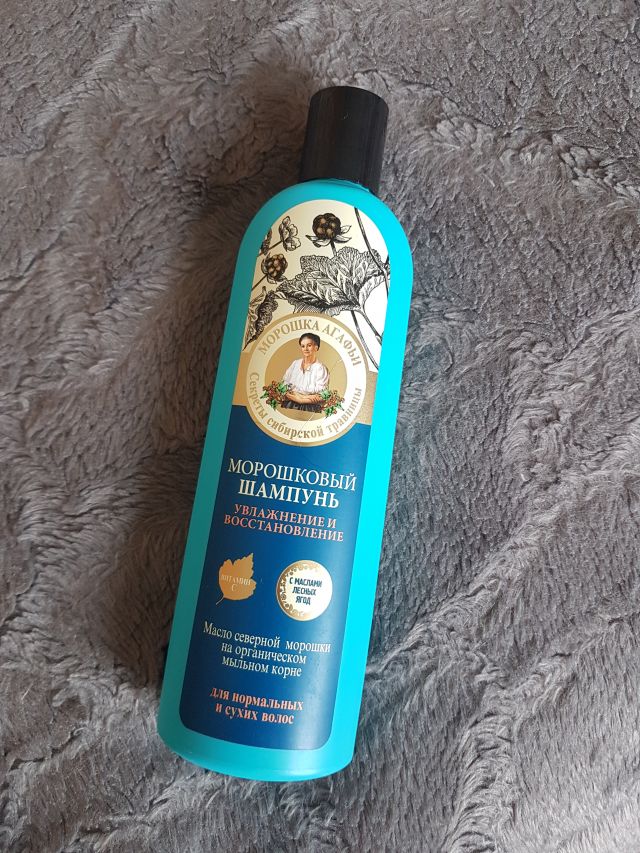 МОРОШКА АГАФЬИ
Секреты сибирской травницы
МОРОШКОВЫЙ
ШАМПУНЬ
УВЛАЖНЕНИЕ И
ВОССТАНОВЛЕНИЕ
ВИТАМИН
С
С МАСЛАМИ
ЛЕСНЫХ
ЯГОД
Масло северной морошки
на органическом
мыльном корне
для нормальных
и сухих волос